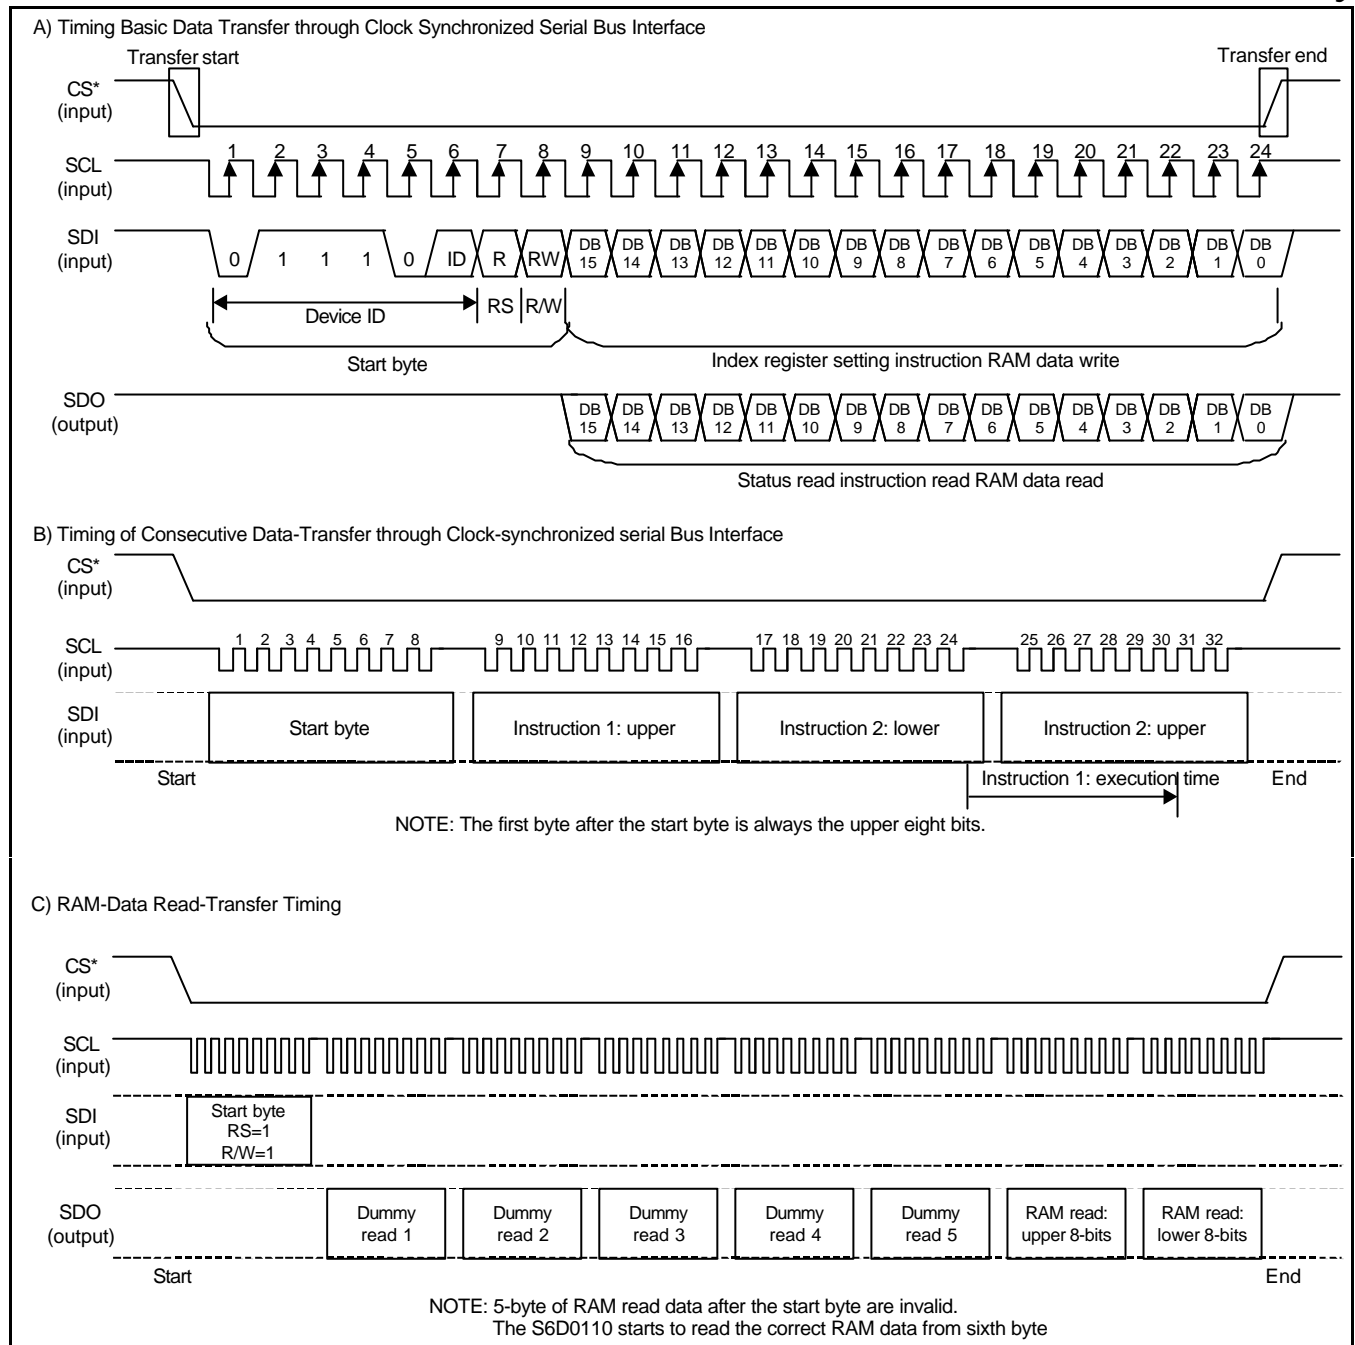 A) Timing Basic Data Transfer through Clock Synchronized Serial Bus Interface
Transfer start
Transfer end
CS*
(input)
1 2 3 4 5 6 7 8 9 10 11 12 13 14 15 16 17 18 19 20 21 22 23 24
SCL
(input)
SDI
(input)
0 1 1 1 0 ID R RW DB 15 DB 14 DB 13 DB 12 DB 11 DB 10 DB 9 DB 8 DB 7 DB 6 DB 5 DB 4 DB 3 DB 2 DB 1 DB 0
Device ID
RS R/W
Start byte
Index register setting instruction RAM data write
SDO
(output)
DB 15 DB 14 DB 13 DB 12 DB 11 DB 10 DB 9 DB 8 DB 7 DB 6 DB 5 DB 4 DB 3 DB 2 DB 1 DB 0
Status read instruction read RAM data read
B) Timing of Consecutive Data-Transfer through Clock-synchronized serial Bus Interface
CS*
(input)
1 2 3 4 5 6 7 8 9 10 11 12 13 14 15 16 17 18 19 20 21 22 23 24 25 26 27 28 29 30 31 32
SCL
(input)
SDI
(input)
Start byte
Instruction 1: upper
Instruction 2: lower
Instruction 2: upper
Start
Instruction 1: execution time
End
NOTE: The first byte after the start byte is always the upper eight bits.
C) RAM-Data Read-Transfer Timing
CS*
(input)
SCL
(input)
SDI
(input)
Start byte
RS=1
R/W=1
SDO
(output)
Dummy
read 1
Dummy
read 2
Dummy
read 3
Dummy
read 4
Dummy
read 5
RAM read:
upper 8-bits
RAM read:
lower 8-bits
Start
End
NOTE: 5-byte of RAM read data after the start byte are invalid.
The S6D0110 starts to read the correct RAM data from sixth byte